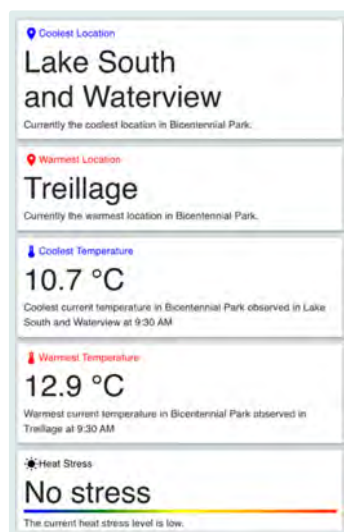 Coolest Location
Lake South
and Waterview
Currently the coolest location in Bicentennial Park.
Warmest Location
Treillage
Currently the warmest location in Bicentennial Park.
Coolest Temperature
10.7 °C
Coolest current temperature in Bicentennial Park observed in Lake
South and Waterview at 9:30 AM
Warmest Temperature
12.9 °C
Warmest current temperature in Bicentennial Park observed in
Treillage at 9:30 AM
Heat Stress
No stress
The current heat stress level is low.